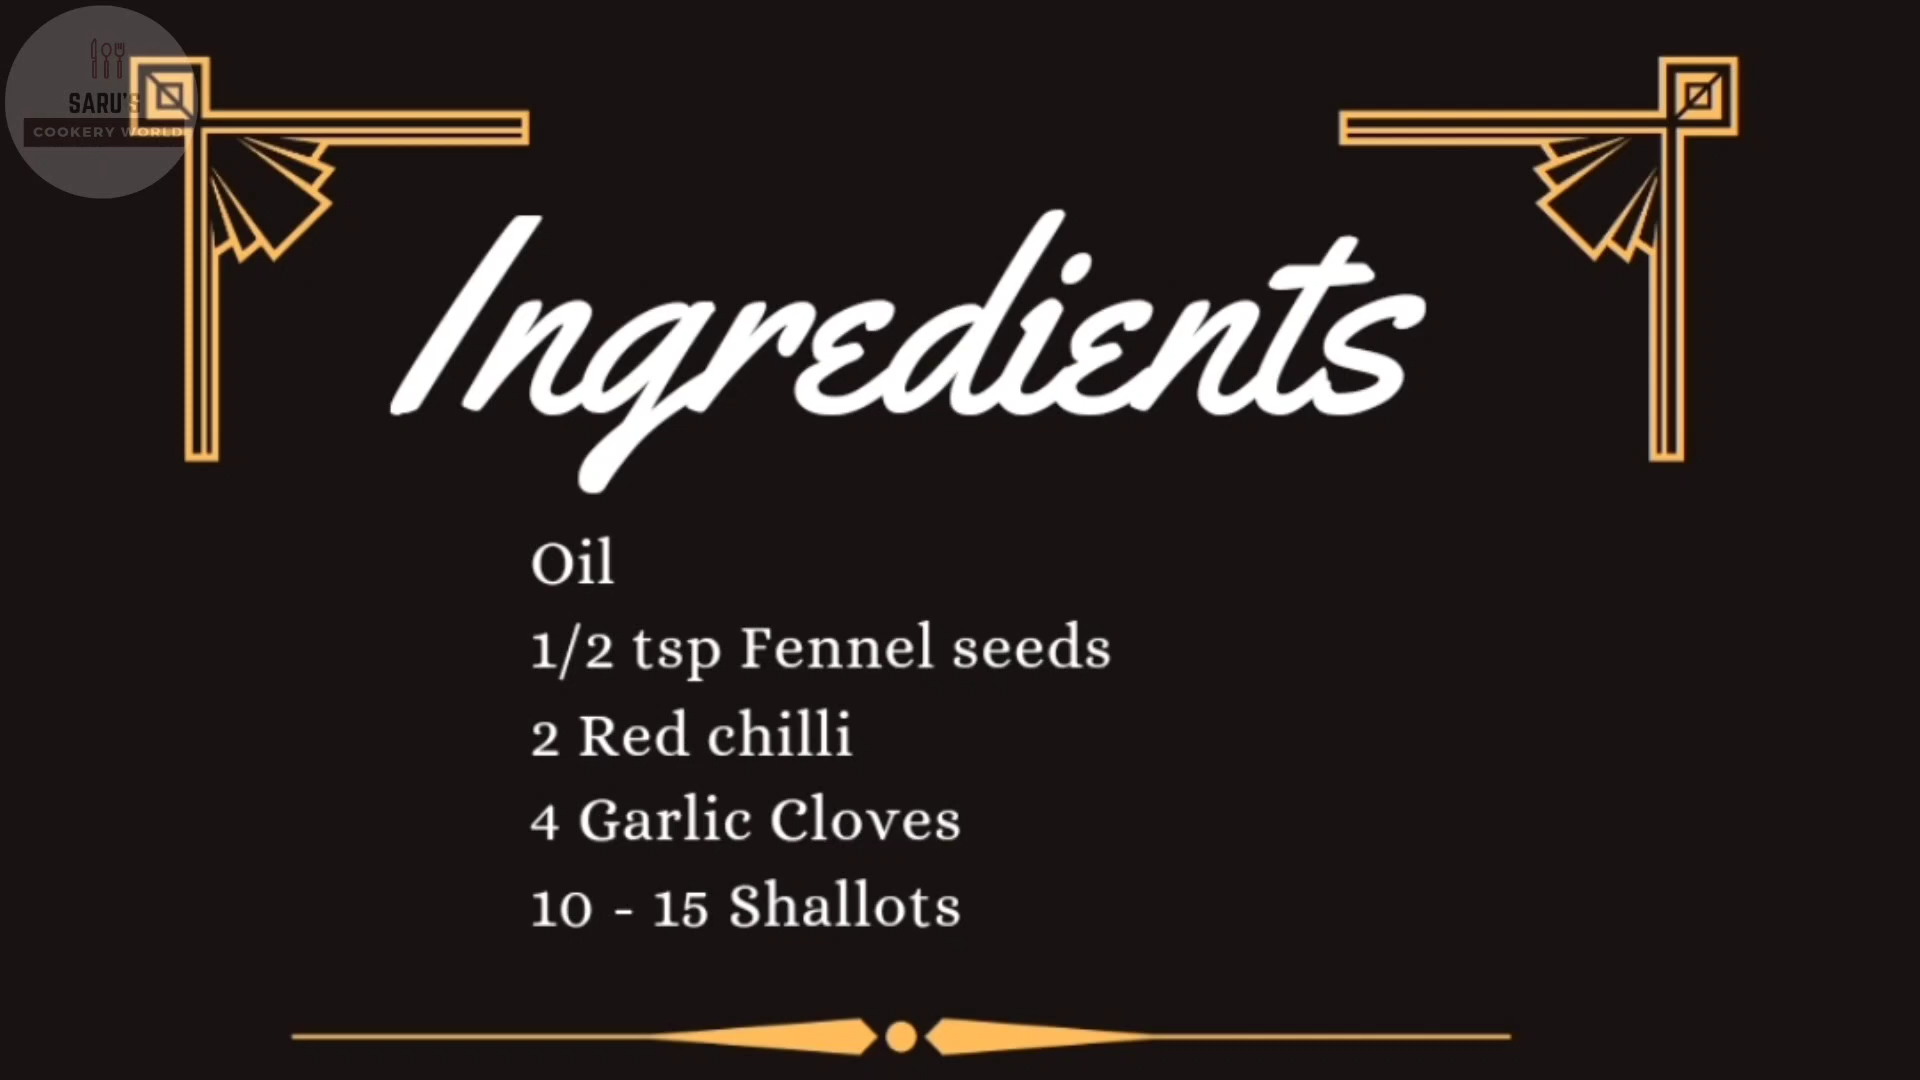 SARU'S
COOKERY WORLD
Ingredients
Oil
1/2 tsp Fennel seeds
2 Red chilli
4 Garlic Cloves
10 - 15 Shallots